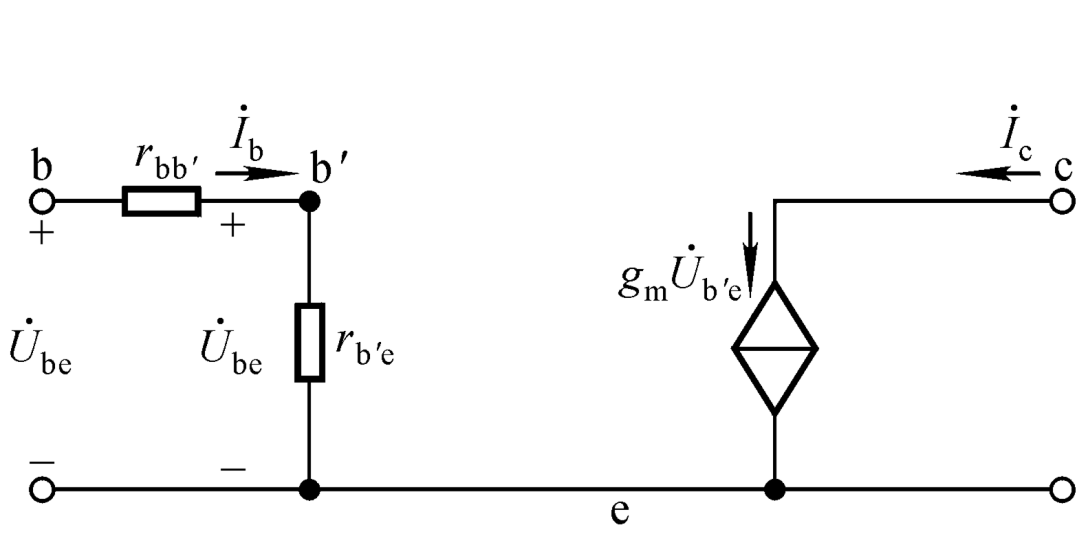 İ_b
İ_c
b
r_bb′
b′
c
+
+
g_m U̇_b′e
U̇_be
U̇_be
r_b′e
−
−
e